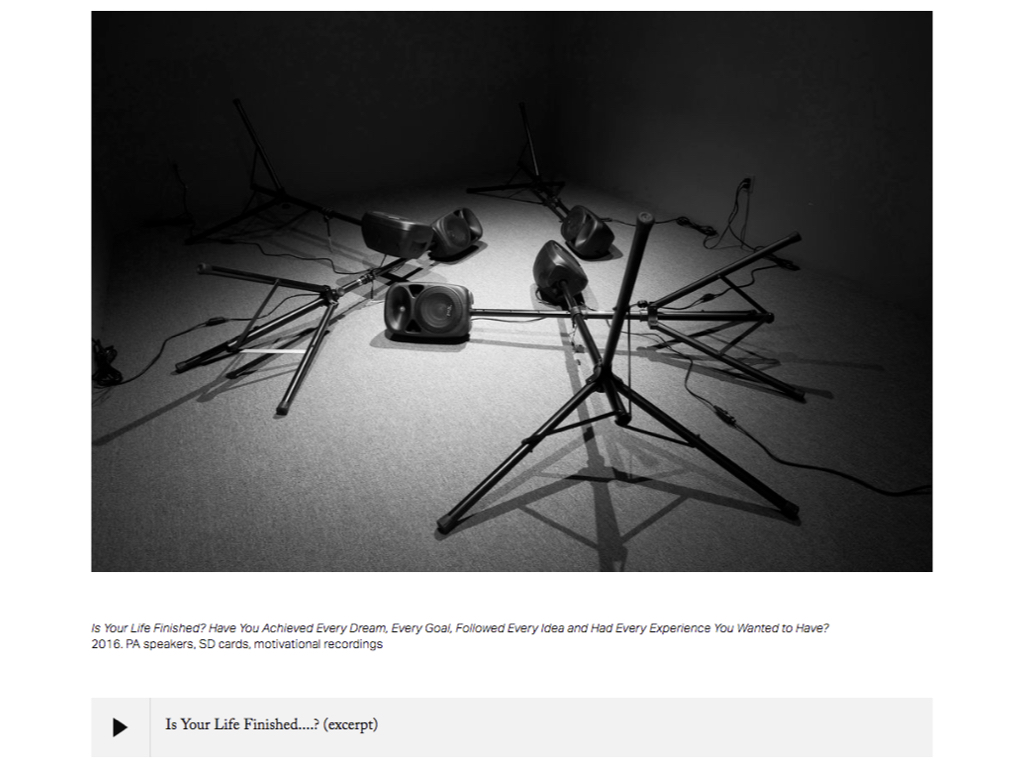 Is Your Life Finished? Have You Achieved Every Dream, Every Goal, Followed Every Idea and Had Every Experience You Wanted to Have?
2016. PA speakers, SD cards, motivational recordings
Is Your Life Finished....? (excerpt)